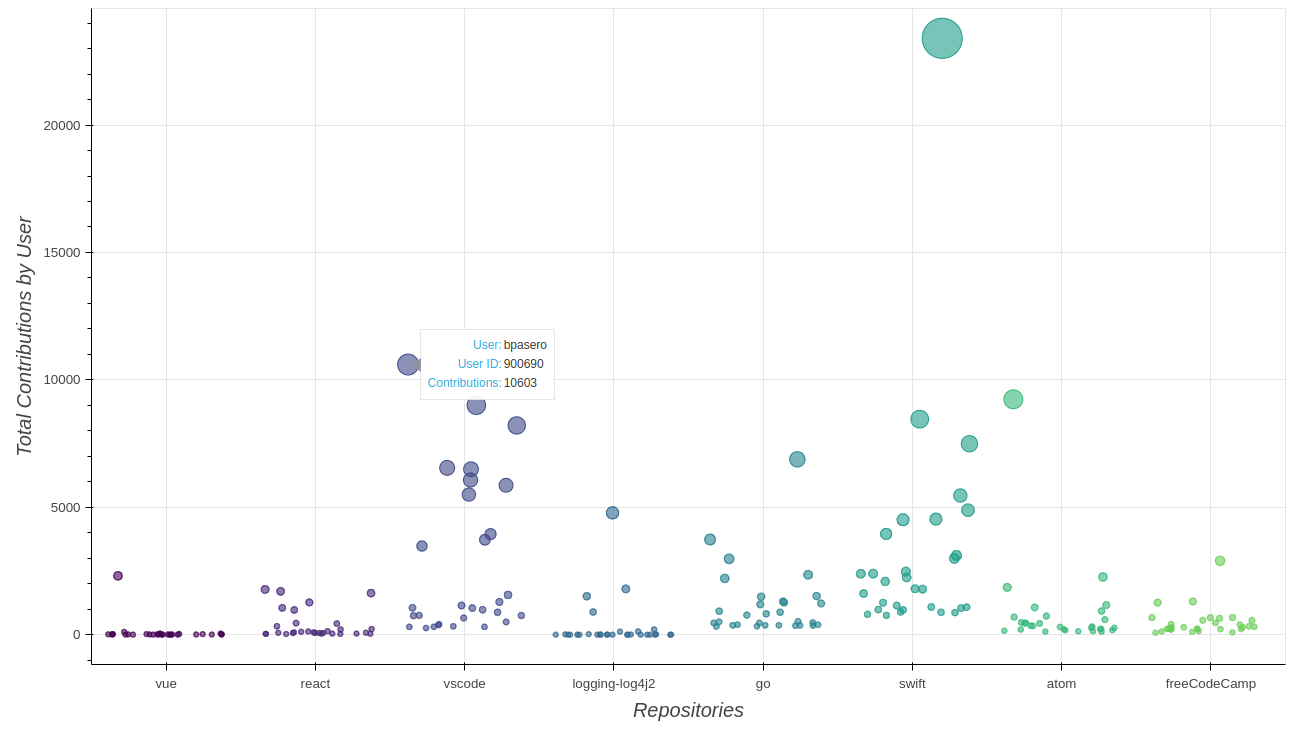 Total Contributions by User
20000
15000
10000
5000
0
User: bpasero
User ID: 900690
Contributions: 10603
vue react vscode logging-log4j2 go swift atom freeCodeCamp
Repositories